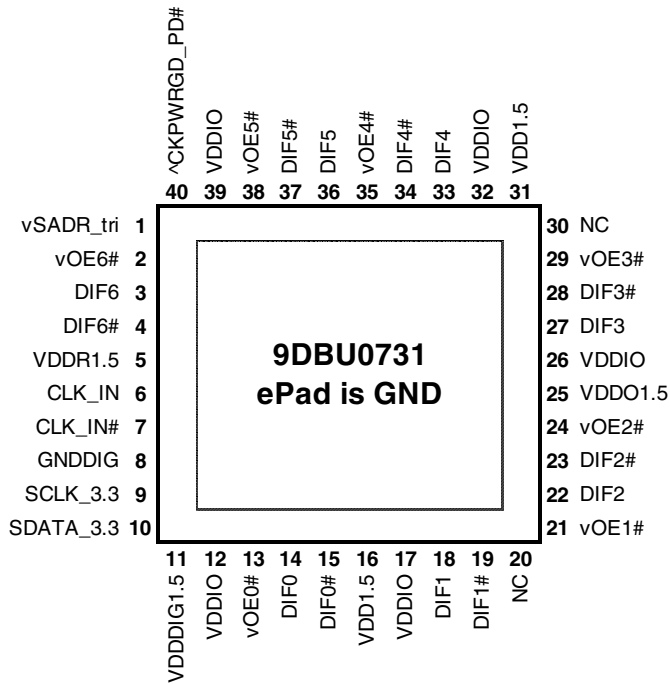 ^CKPWRGD_PD#
VDDIO
vOE5#
DIF5#
DIF5
vOE4#
DIF4#
DIF4
VDDIO
VDD1.5
40 39 38 37 36 35 34 33 32 31
vSADR_tri 1
vOE6# 2
DIF6 3
DIF6# 4
VDDR1.5 5
CLK_IN 6
CLK_IN# 7
GNDDIG 8
SCLK_3.3 9
SDATA_3.3 10
9DBU0731
ePad is GND
30 NC
29 vOE3#
28 DIF3#
27 DIF3
26 VDDIO
25 VDDO1.5
24 vOE2#
23 DIF2#
22 DIF2
21 vOE1#
11 12 13 14 15 16 17 18 19 20
VDDDIG1.5
VDDIO
vOE0#
DIF0
DIF0#
VDD1.5
VDDIO
DIF1
DIF1#
NC